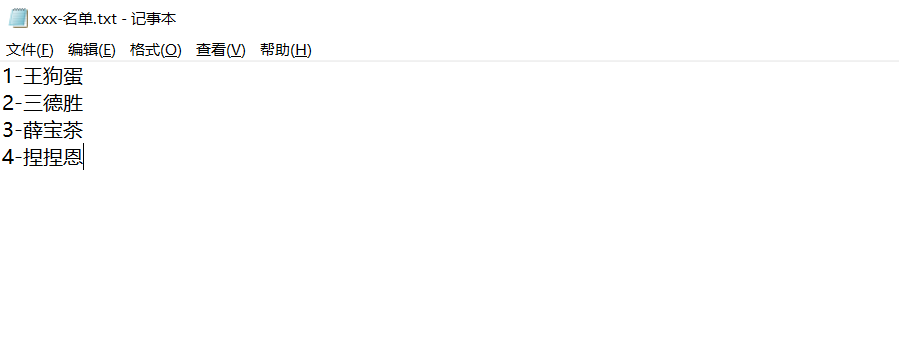 xxx-名单.txt - 记事本
文件(F) 编辑(E) 格式(O) 查看(V) 帮助(H)
1-王狗蛋
2-三德胜
3-薛宝茶
4-捏捏恩